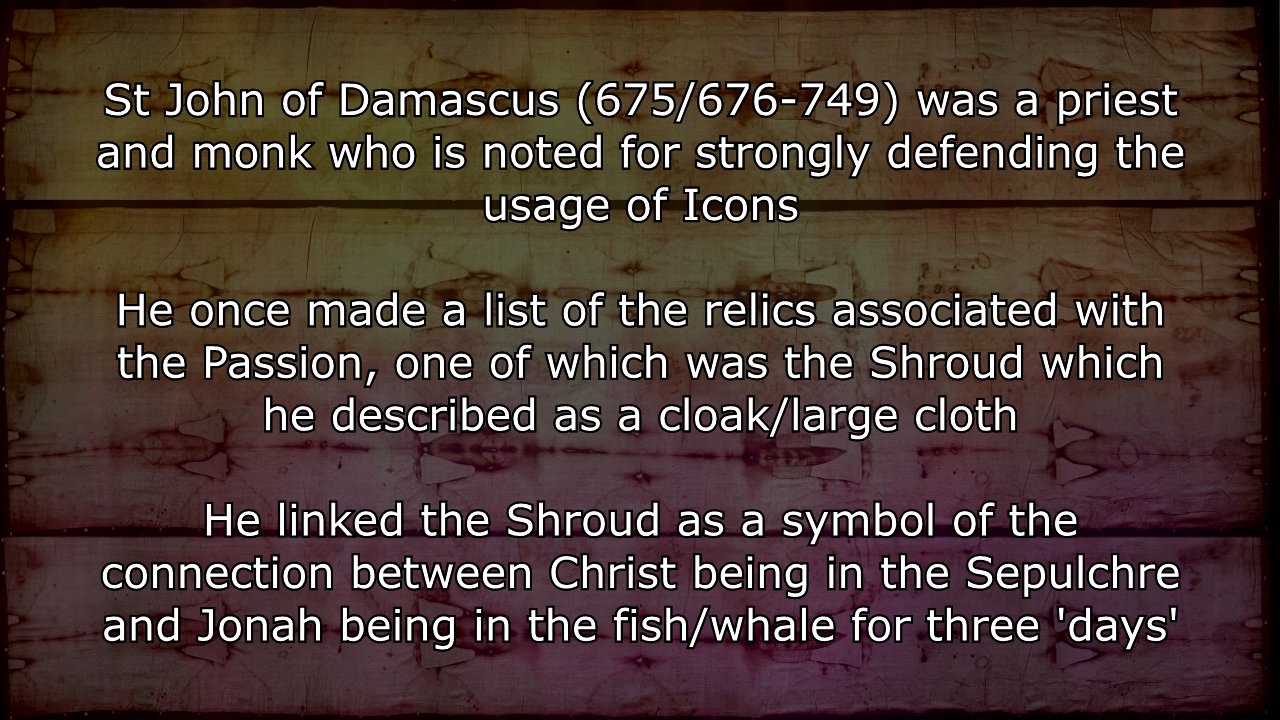 St John of Damascus (675/676-749) was a priest
and monk who is noted for strongly defending the
usage of Icons
He once made a list of the relics associated with
the Passion, one of which was the Shroud which
he described as a cloak/large cloth
He linked the Shroud as a symbol of the
connection between Christ being in the Sepulchre
and Jonah being in the fish/whale for three 'days'